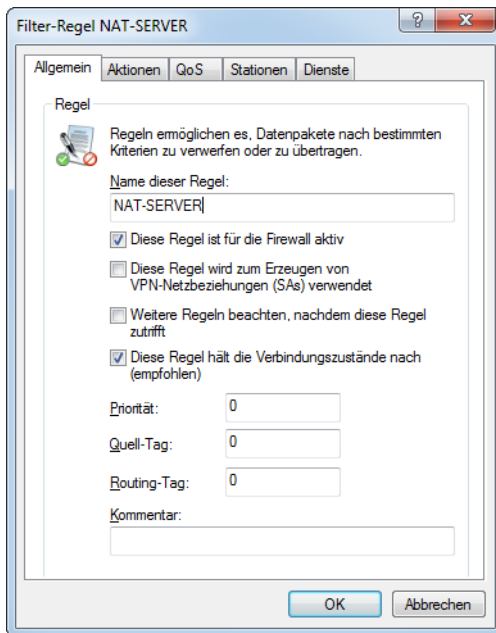 Filter-Regel NAT-SERVER
?
Allgemein Aktionen QoS Stationen Dienste
Regel
Regeln ermöglichen es, Datenpakete nach bestimmten
Kriterien zu verwerfen oder zu übertragen.
Name dieser Regel:
NAT-SERVER
Diese Regel ist für die Firewall aktiv
Diese Regel wird zum Erzeugen von
VPN-Netzbeziehungen (SAs) verwendet
Weitere Regeln beachten, nachdem diese Regel
zutrifft
Diese Regel hält die Verbindungszustände nach
(empfohlen)
Priorität: 0
Quell-Tag: 0
Routing-Tag: 0
Kommentar:
OK Abbrechen